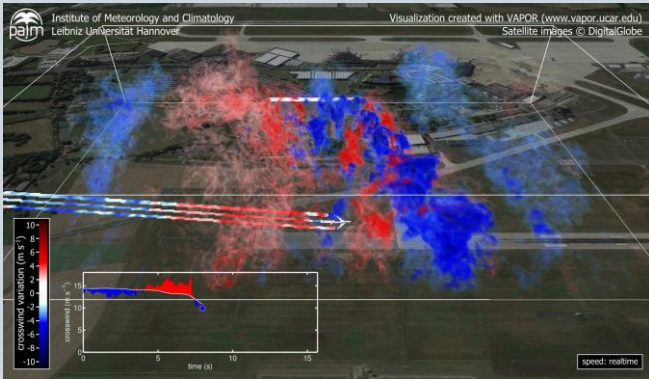 palm
Institute of Meteorology and Climatology
Leibniz Universität Hannover
Visualization created with VAPOR (www.vapor.ucar.edu)
Satellite images © DigitalGlobe
crosswind variation (m s⁻¹)
10
8
6
4
2
0
-2
-4
-6
-8
-10
crosswind (m s⁻¹)
15
10
5
0
0
5
10
15
time (s)
speed: realtime